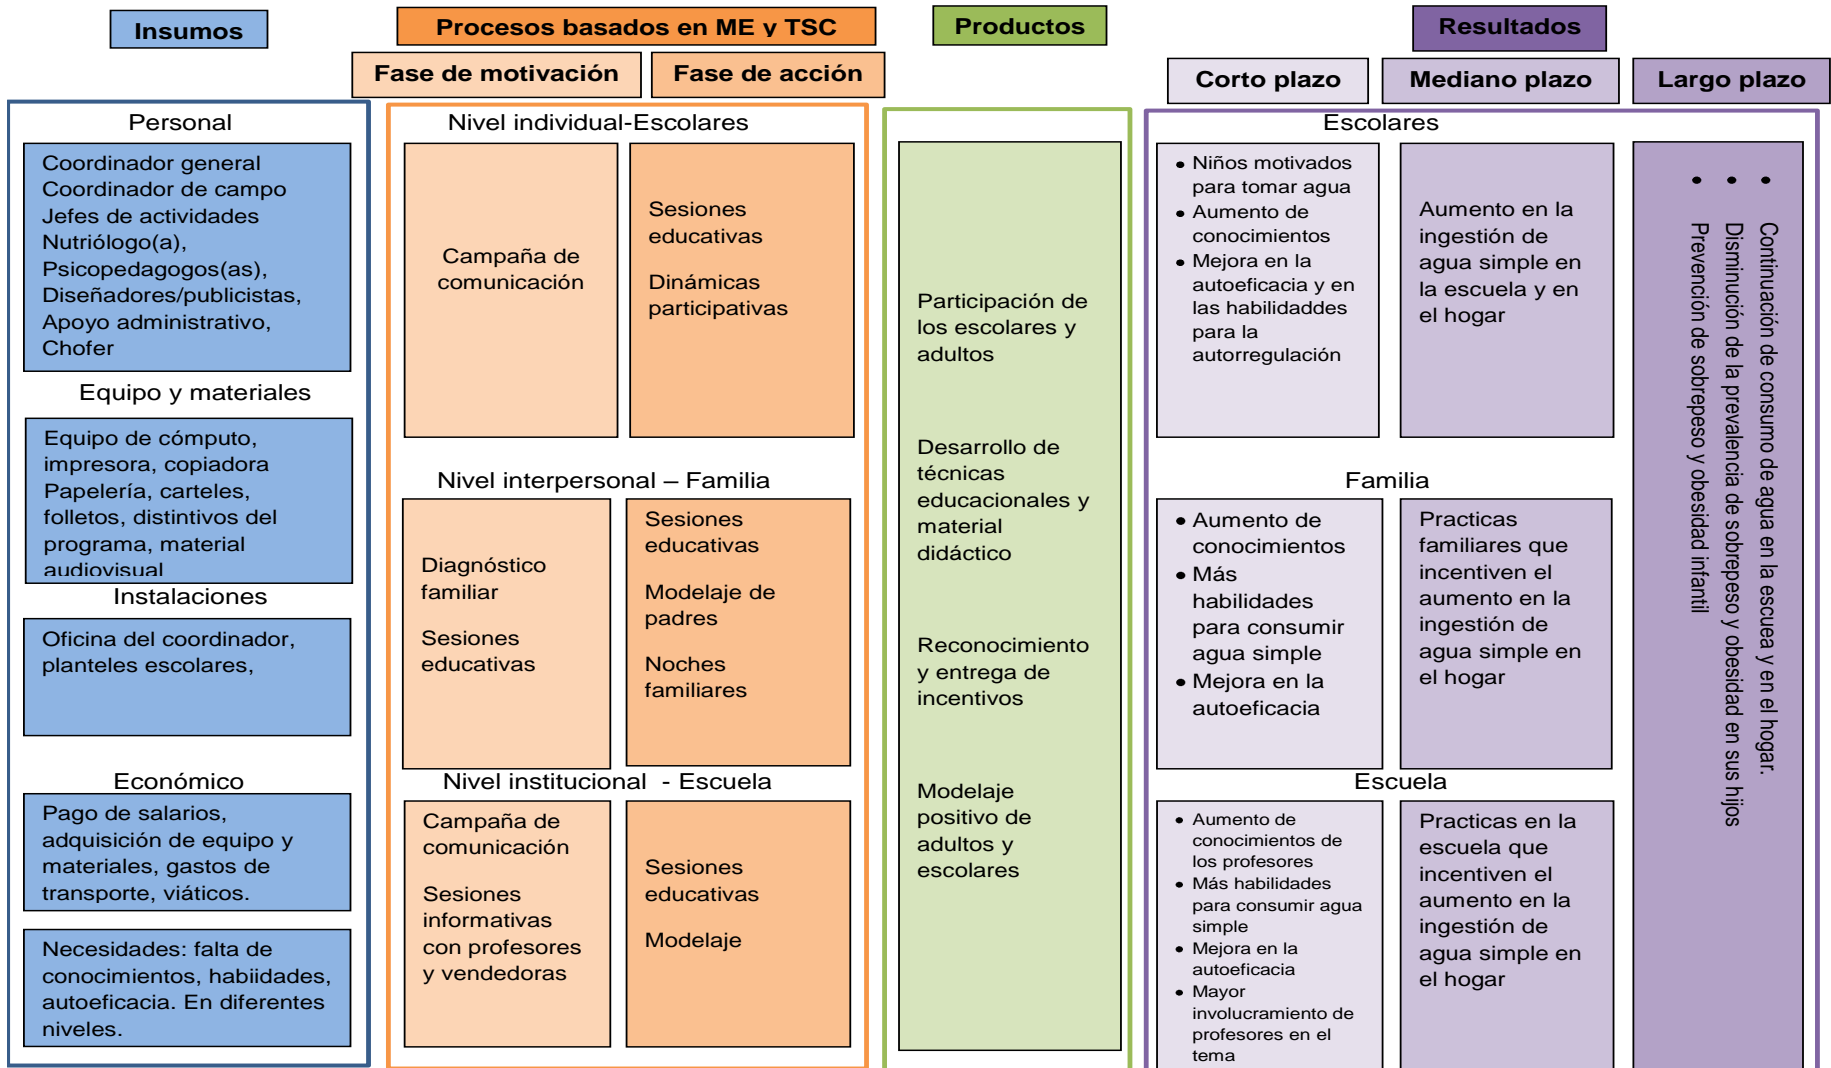 Insumos
Procesos basados en ME y TSC
Productos
Resultados
Fase de motivación
Fase de acción
Corto plazo
Mediano plazo
Largo plazo
Personal
Coordinador general
Coordinador de campo
Jefes de actividades
Nutriólogo(a),
Psicopedagogos(as),
Diseñadores/publicistas,
Apoyo administrativo,
Chofer
Equipo y materiales
Equipo de cómputo,
impresora, copiadora
Papelería, carteles,
folletos, distintivos del
programa, material
audiovisual
Instalaciones
Oficina del coordinador,
planteles escolares,
Económico
Pago de salarios,
adquisición de equipo y
materiales, gastos de
transporte, viáticos.
Necesidades: falta de
conocimientos, habiidades,
autoeficacia. En diferentes
niveles.
Nivel individual-Escolares
Campaña de
comunicación
Sesiones
educativas
Dinámicas
participativas
Nivel interpersonal – Familia
Diagnóstico
familiar
Sesiones
educativas
Sesiones
educativas
Modelaje de
padres
Noches
familiares
Nivel institucional - Escuela
Campaña de
comunicación
Sesiones
informativas
con profesores
y vendedoras
Sesiones
educativas
Modelaje
Participación de
los escolares y
adultos
Desarrollo de
técnicas
educacionales y
material
didáctico
Reconocimiento
y entrega de
incentivos
Modelaje
positivo de
adultos y
escolares
Escolares
• Niños motivados
para tomar agua
• Aumento de
conocimientos
• Mejora en la
autoeficacia y en
las habilidaddes
para la
autorregulación
Aumento en la
ingestión de
agua simple en
la escuela y en
el hogar
Familia
• Aumento de
conocimientos
• Más
habilidades
para consumir
agua simple
• Mejora en la
autoeficacia
Practicas
familiares que
incentiven el
aumento en la
ingestión de
agua simple en
el hogar
Escuela
• Aumento de
conocimientos de
los profesores
• Más habilidades
para consumir agua
simple
• Mejora en la
autoeficacia
• Mayor
involucramiento de
profesores en el
tema
Practicas en la
escuela que
incentiven el
aumento en la
ingestión de
agua simple en
el hogar
• Continuación de consumo de agua en la escuea y en el hogar.
• Disminución de la prevalencia de sobrepeso y obesidad en sus hijos
• Prevención de sobrepeso y obesidad infantil